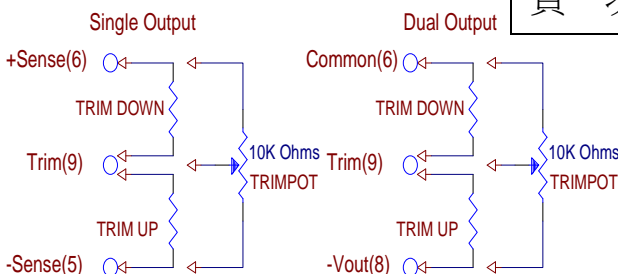 Single Output
Dual Output
+Sense(6)
TRIM DOWN
Trim(9)
10K Ohms
TRIMPOT
TRIM UP
-Sense(5)
Common(6)
TRIM DOWN
Trim(9)
10K Ohms
TRIMPOT
TRIM UP
-Vout(8)